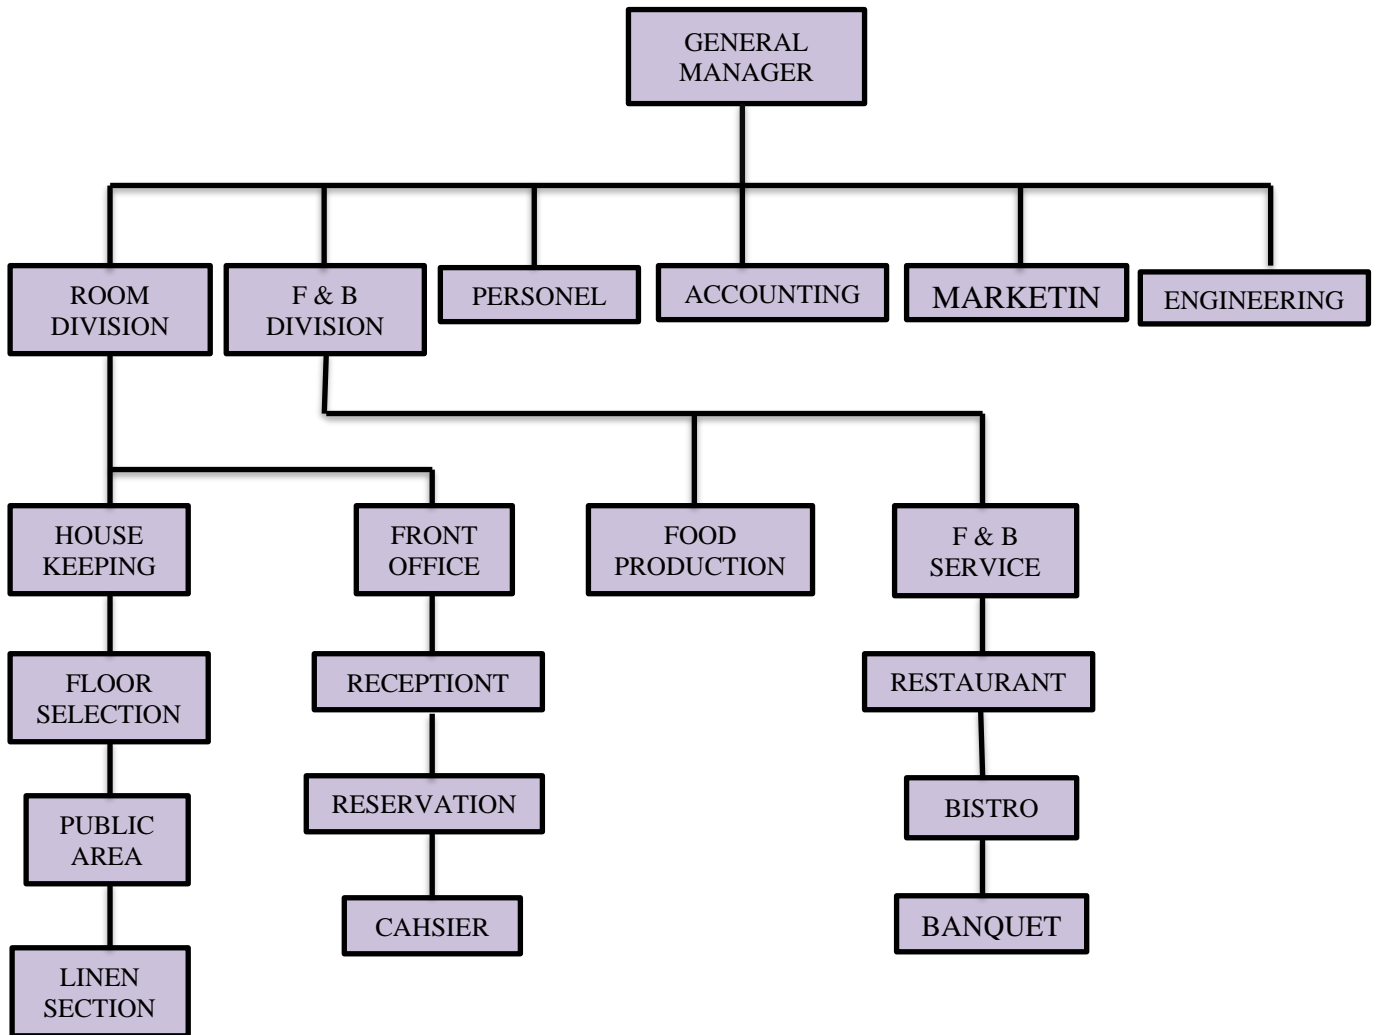 GENERAL
MANAGER
ROOM
DIVISION
F & B
DIVISION
PERSONEL
ACCOUNTING
MARKETIN
ENGINEERING
HOUSE
KEEPING
FRONT
OFFICE
FOOD
PRODUCTION
F & B
SERVICE
FLOOR
SELECTION
RECEPTIONT
RESTAURANT
RESERVATION
BISTRO
PUBLIC
AREA
CAHSIER
BANQUET
LINEN
SECTION